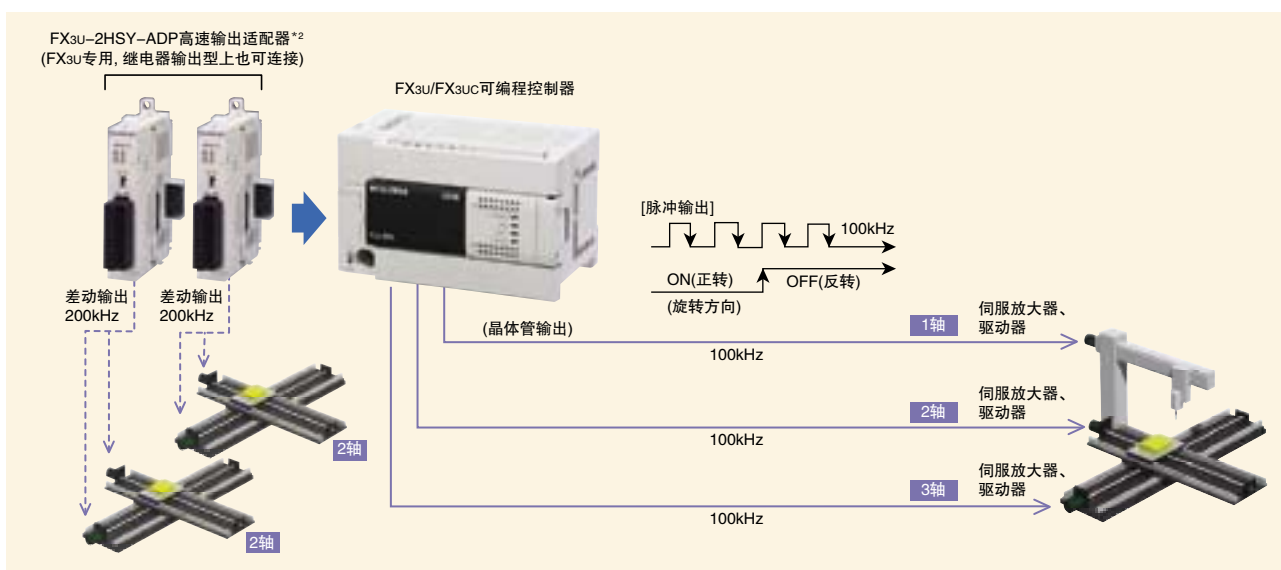 FX3U-2HSY-ADP高速输出适配器*2
(FX3U专用, 继电器输出型上也可连接)
FX3U/FX3UC可编程控制器
[脉冲输出]
100kHz
ON(正转)
OFF(反转)
(旋转方向)
差动输出
200kHz
差动输出
200kHz
(晶体管输出)
1轴
伺服放大器、
驱动器
100kHz
2轴
伺服放大器、
驱动器
100kHz
2轴
3轴
伺服放大器、
驱动器
100kHz
2轴